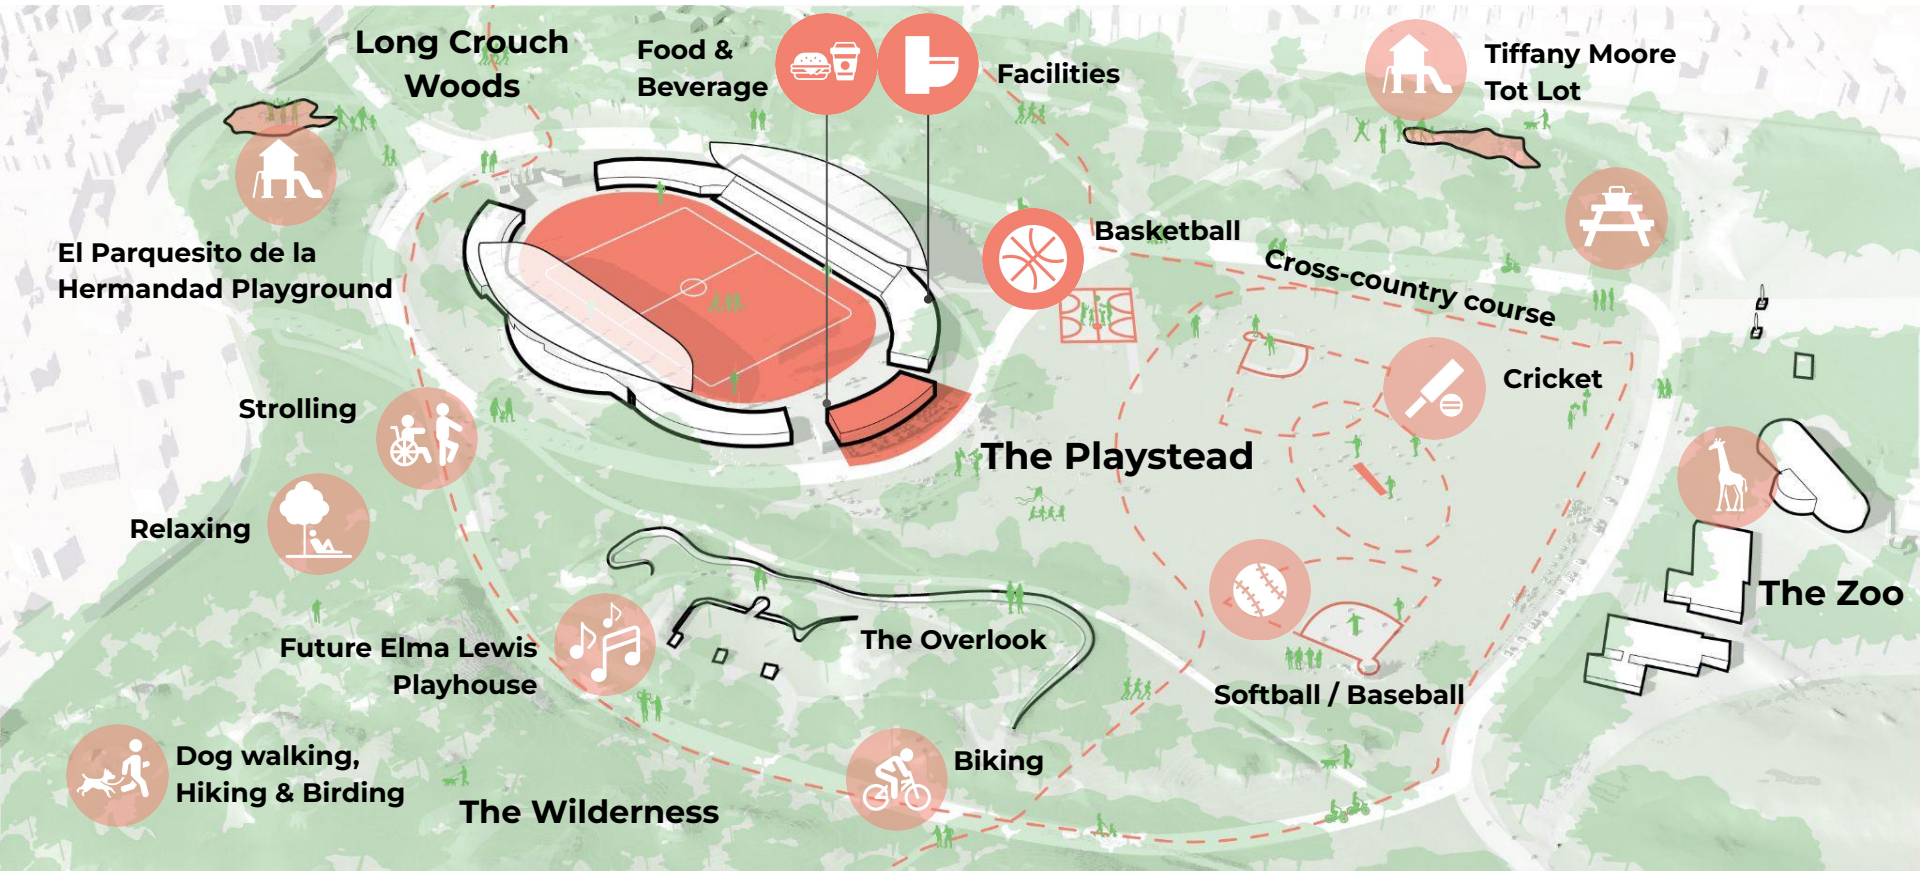 Long Crouch
Woods
Food &
Beverage
Facilities
Tiffany Moore
Tot Lot
El Parquesito de la
Hermandad Playground
Basketball
Cross-country course
Cricket
Strolling
The Playstead
Relaxing
The Zoo
Future Elma Lewis
Playhouse
The Overlook
Softball / Baseball
Dog walking,
Hiking & Birding
Biking
The Wilderness